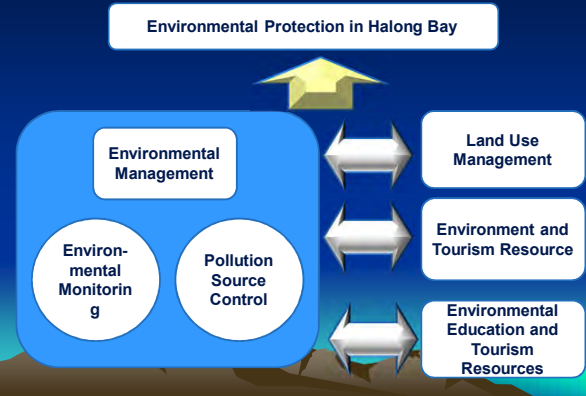 Environmental Protection in Halong Bay
Environmental
Management
Environ-
mental
Monitorin
g
Pollution
Source
Control
Land Use
Management
Environment and
Tourism Resource
Environmental
Education and
Tourism
Resources